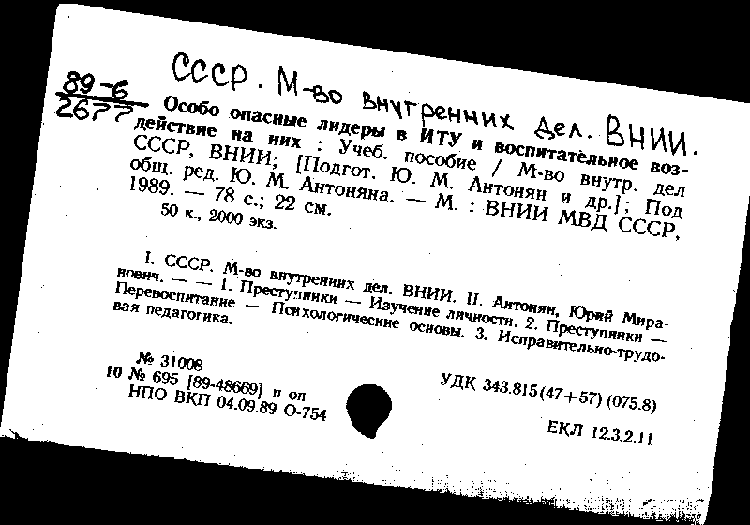 СССР. М-во внутренних дел. ВНИИ.
89-6
2677
Особо опасные лидеры в ИТУ и воспитательное воз-
действие на них : Учеб. пособие / М-во внутр. дел
СССР, ВНИИ; [Подгот. Ю. М. Антонян и др.]; Под
общ. ред. Ю. М. Антоняна. — М. : ВНИИ МВД СССР,
1989. — 78 с.; 22 см.
50 к., 2000 экз.
I. СССР. М-во внутренних дел. ВНИИ. II. Антонян, Юрий Мира-
нович. — — 1. Преступники — Изучение личности. 2. Преступники —
Перевоспитание — Психологические основы. 3. Исправительно-трудо-
вая педагогика.
№ 31008
10 № 695 [89-48669] и оп
НПО ВКП 04.09.89 О-754
УДК 343.815(47+57)(075.8)
ЕКЛ 12.3.2.11